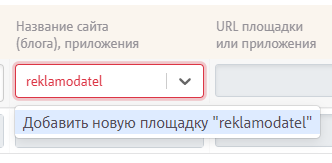 Название сайта
(блога), приложения
URL площадки
или приложения
reklamodatel
Добавить новую площадку "reklamodatel"